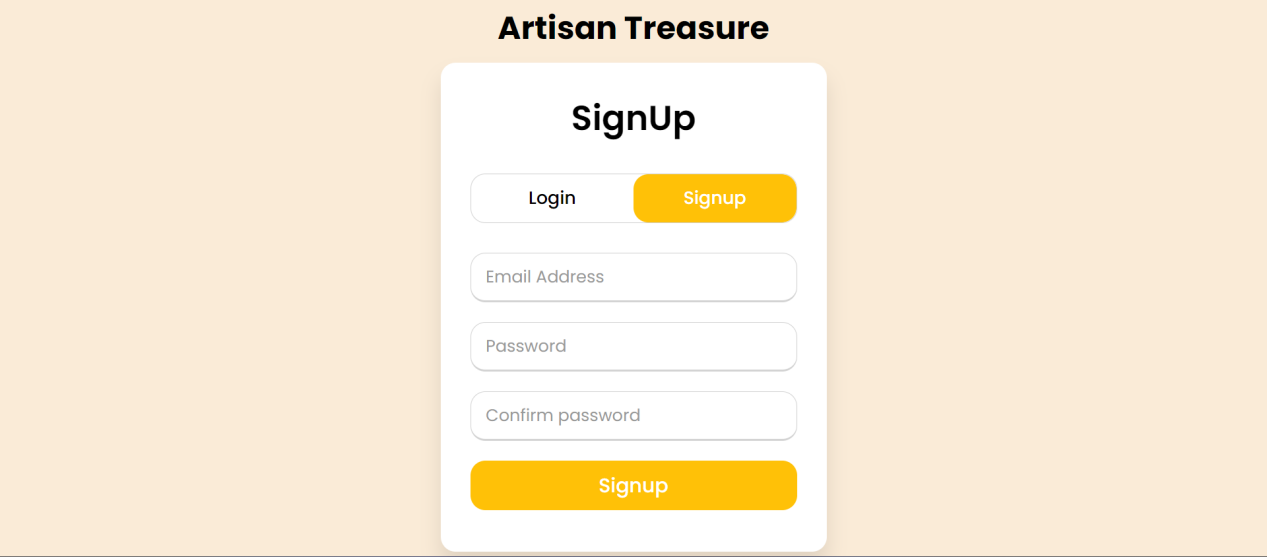 Artisan Treasure
SignUp
Login Signup
Email Address
Password
Confirm password
Signup